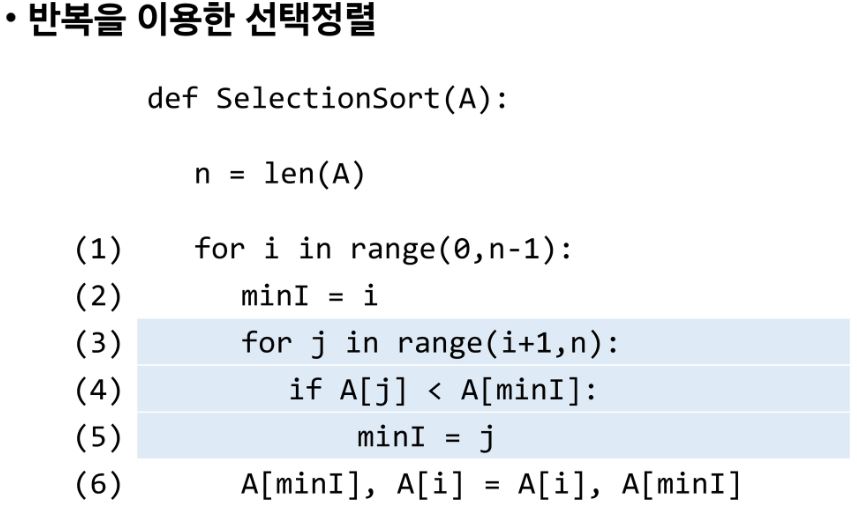 • 반복을 이용한 선택정렬
def SelectionSort(A):
n = len(A)
(1) for i in range(0,n-1):
(2) minI = i
(3) for j in range(i+1,n):
(4) if A[j] < A[minI]:
(5) minI = j
(6) A[minI], A[i] = A[i], A[minI]